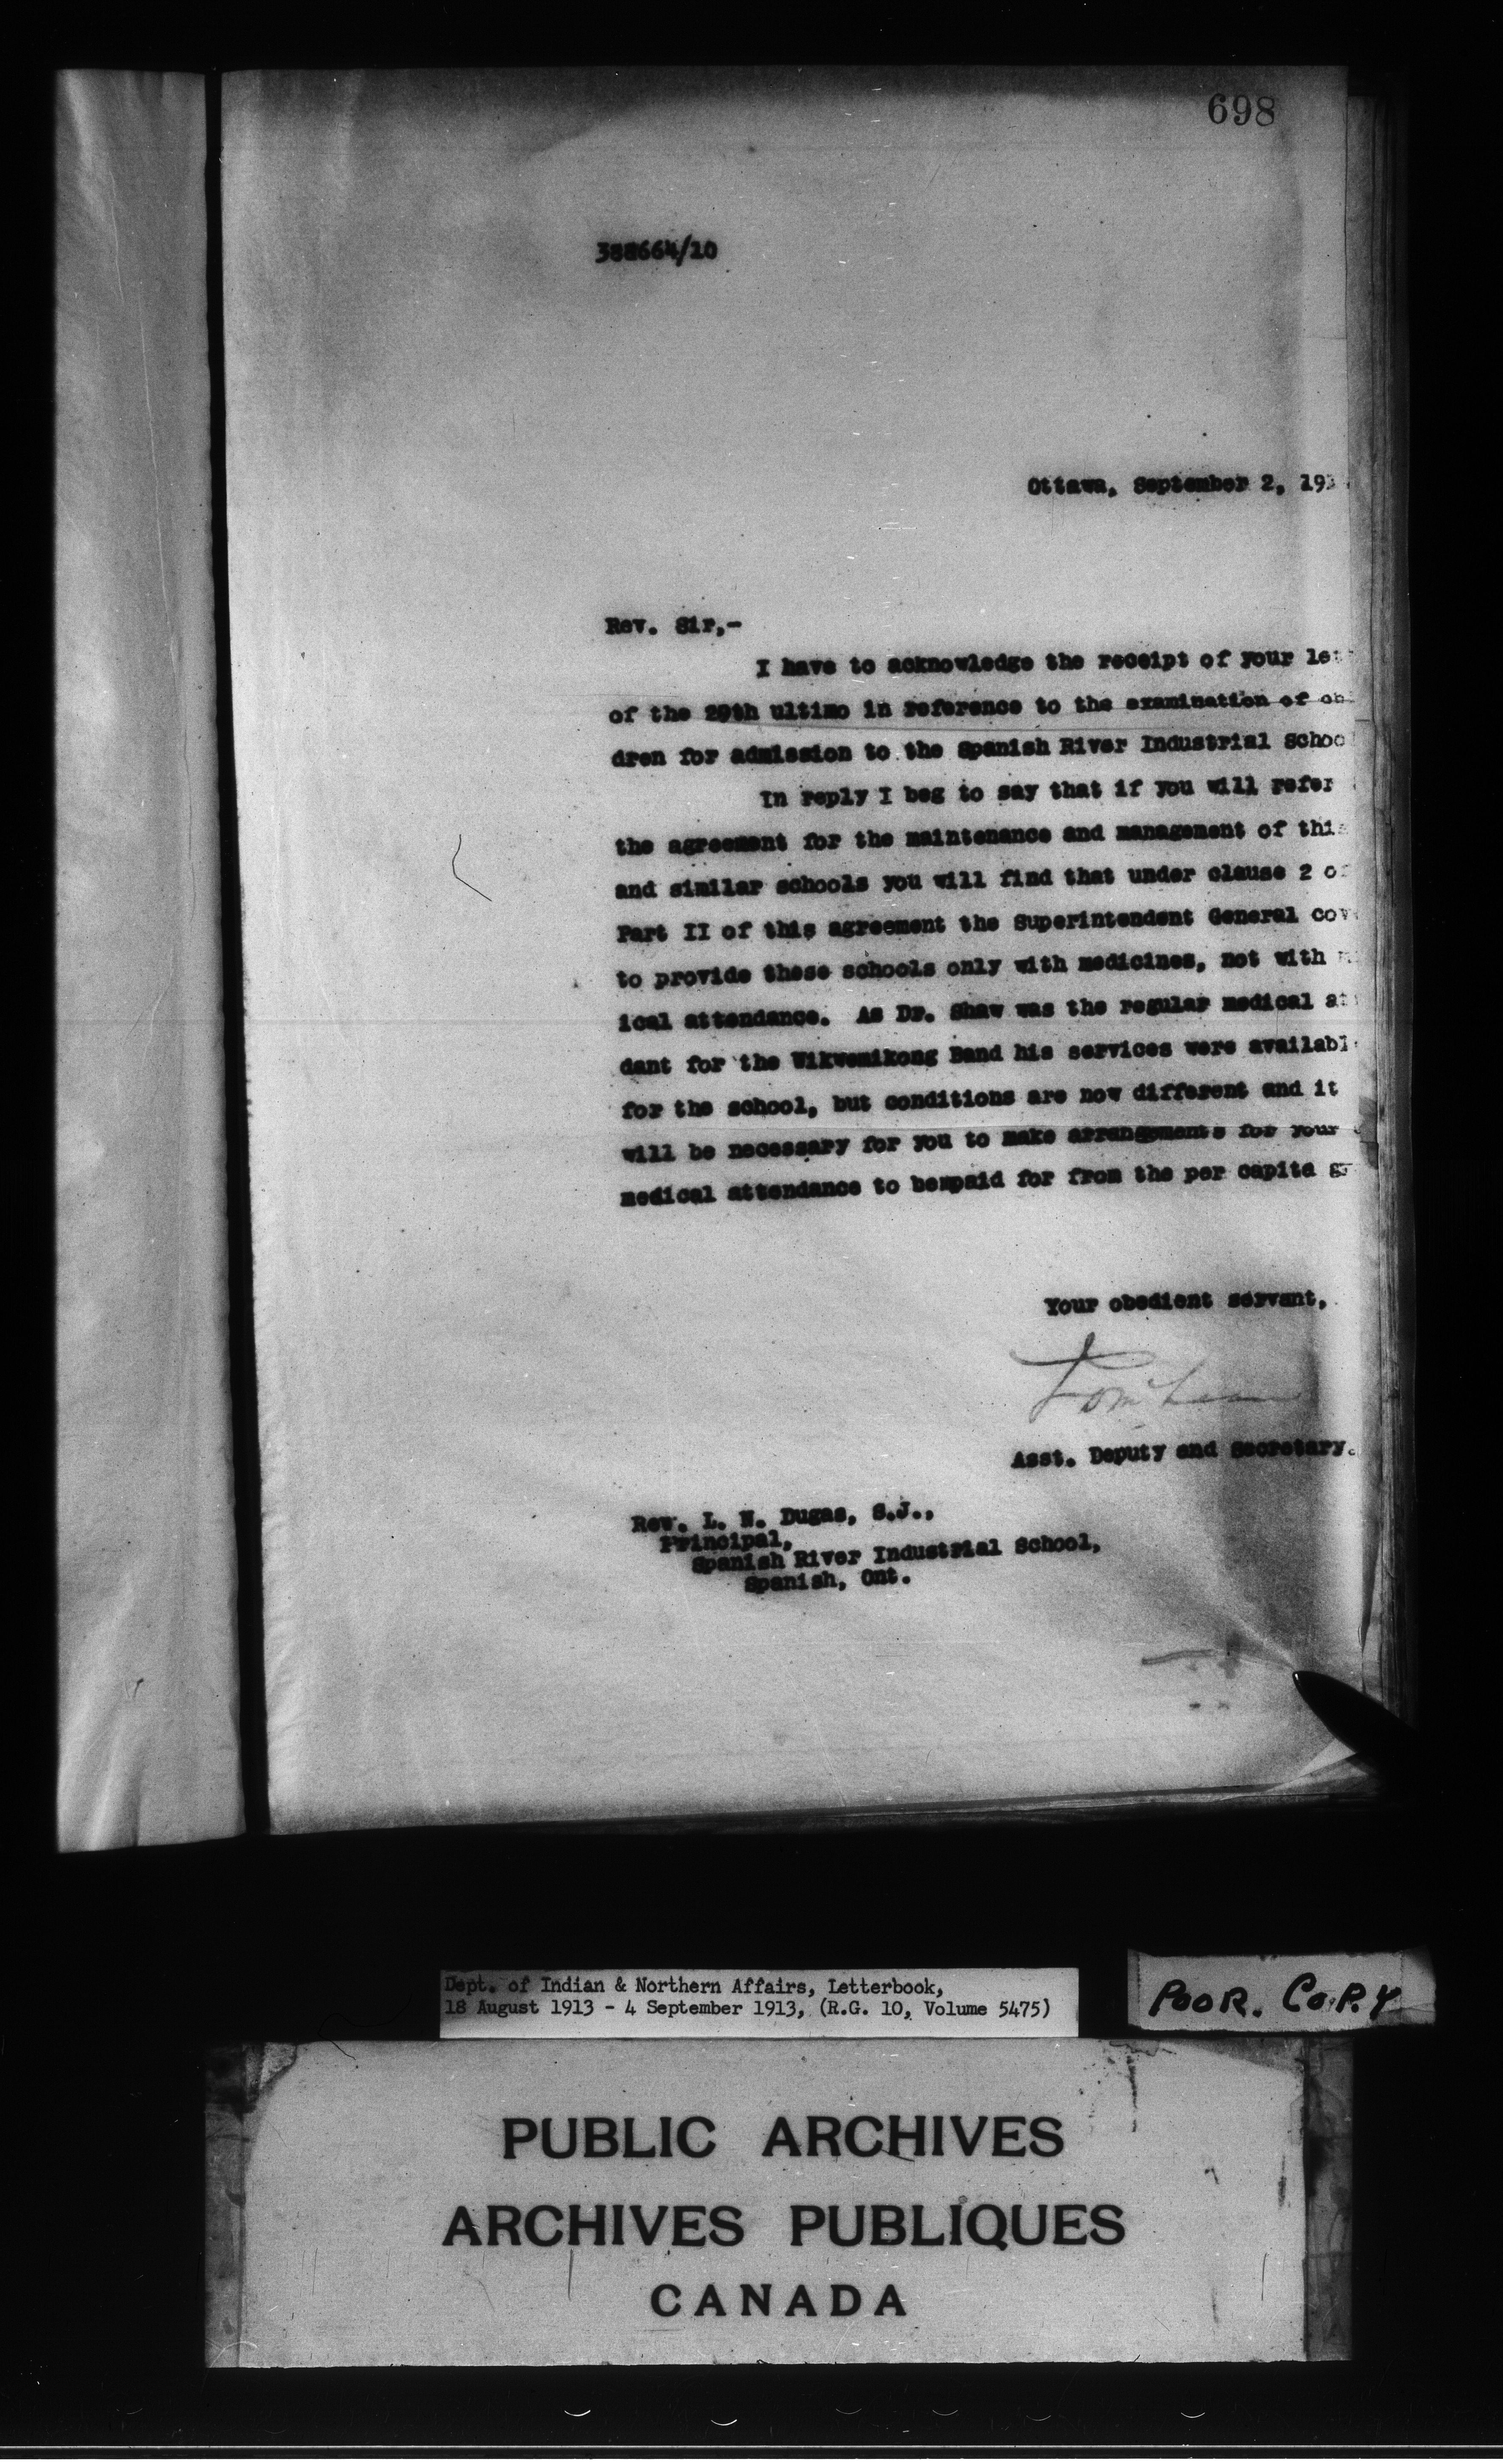 698
388664/10
Ottawa, September 2, 191
Rev. Sir,-
I have to acknowledge the receipt of your let
of the 29th ultimo in reference to the examination of ch
dren for admission to the Spanish River Industrial Schoo
In reply I beg to say that if you will refer
the agreement for the maintenance and management of this
and similar schools you will find that under clause 2 of
Part II of this agreement the Superintendent General cov
to provide these schools only with medicines, not with
ical attendance. As Dr. Shaw was the regular medical at
dant for the Wikwemikong Band his services were availabl
for the school, but conditions are now different and it
will be necessary for you to make arrangements for your
medical attendance to bempaid for from the per capita gr
Your obedient servant,
Asst. Deputy and Secretary.
Rev. L. N. Dugas, S.J.,
Principal,
Spanish River Industrial School,
Spanish, Ont.
Dept. of Indian & Northern Affairs, Letterbook,
18 August 1913 - 4 September 1913, (R.G. 10, Volume 5475)
POOR. COPY
PUBLIC ARCHIVES
ARCHIVES PUBLIQUES
CANADA